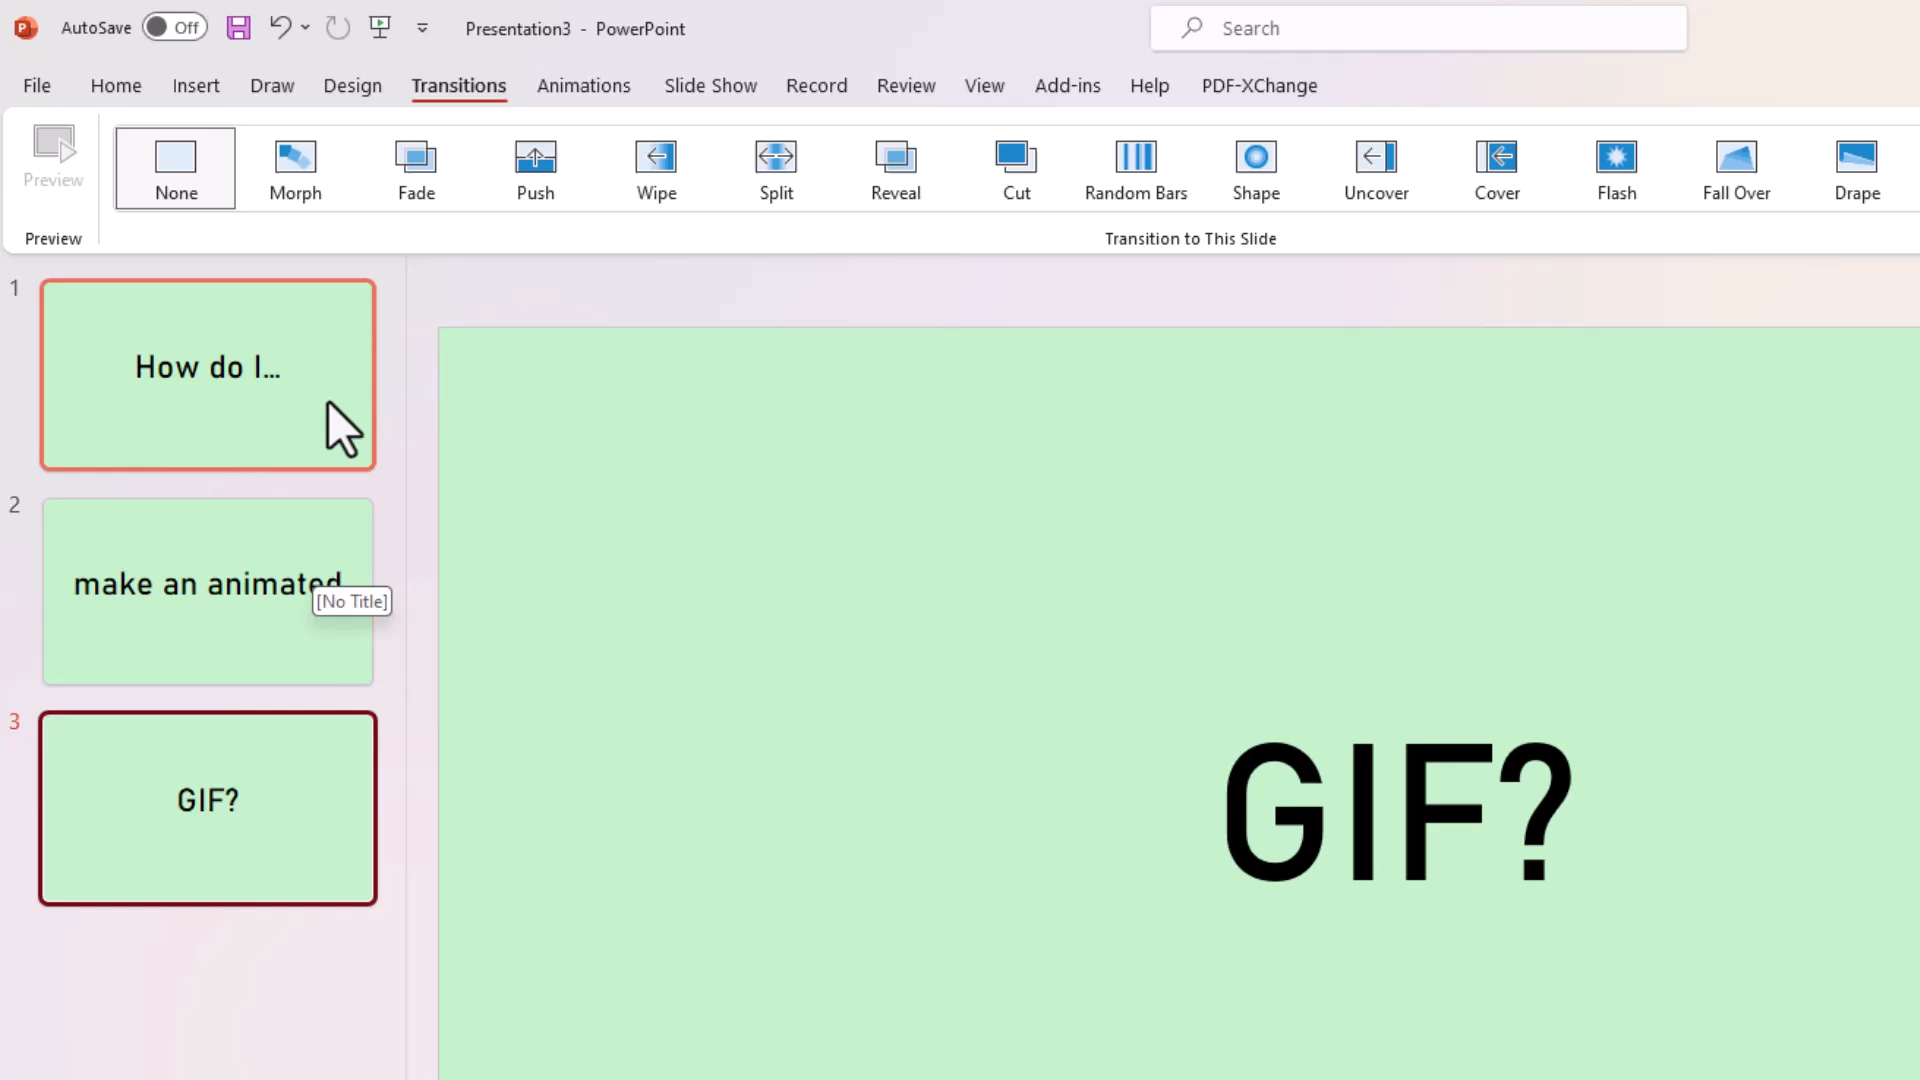 AutoSave Off Presentation3 - PowerPoint Search
File Home Insert Draw Design Transitions Animations Slide Show Record Review View Add-ins Help PDF-XChange
Preview None Morph Fade Push Wipe Split Reveal Cut Random Bars Shape Uncover Cover Flash Fall Over Drape
Preview Transition to This Slide
1
How do I...
2
make an animated
[No Title]
3
GIF?
GIF?